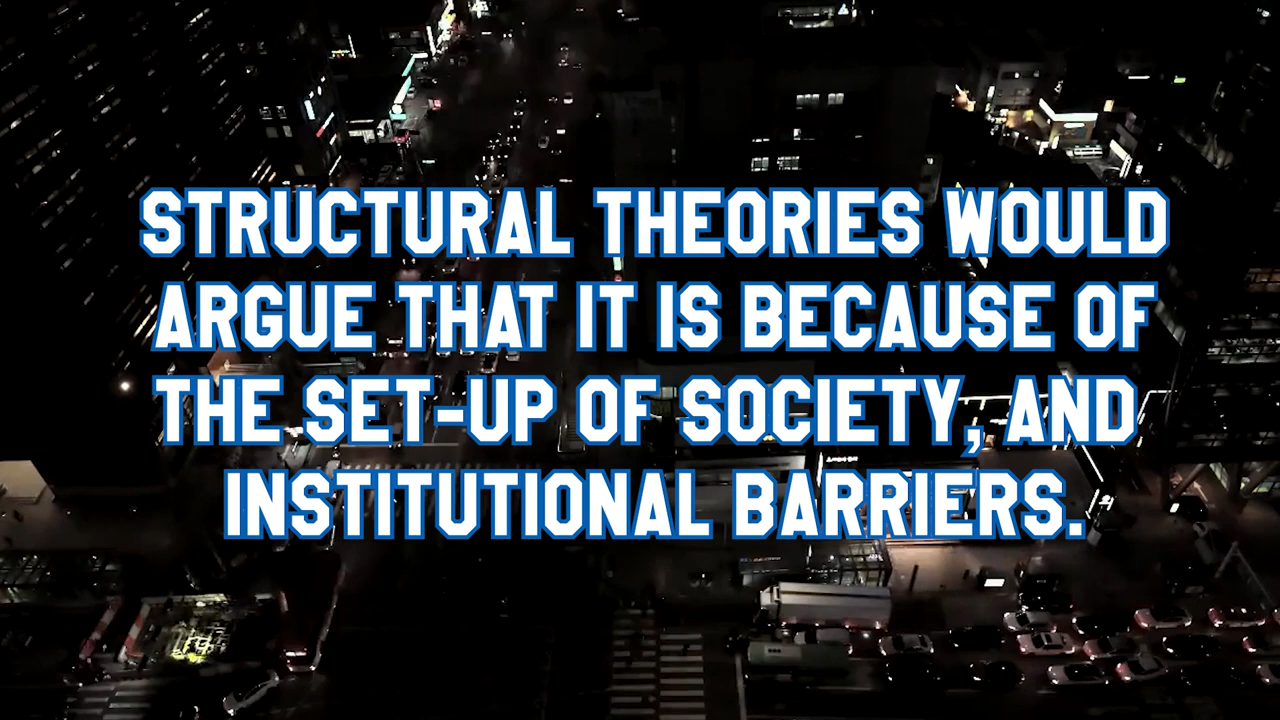 STRUCTURAL THEORIES WOULD
ARGUE THAT IT IS BECAUSE OF
THE SET-UP OF SOCIETY, AND
INSTITUTIONAL BARRIERS.